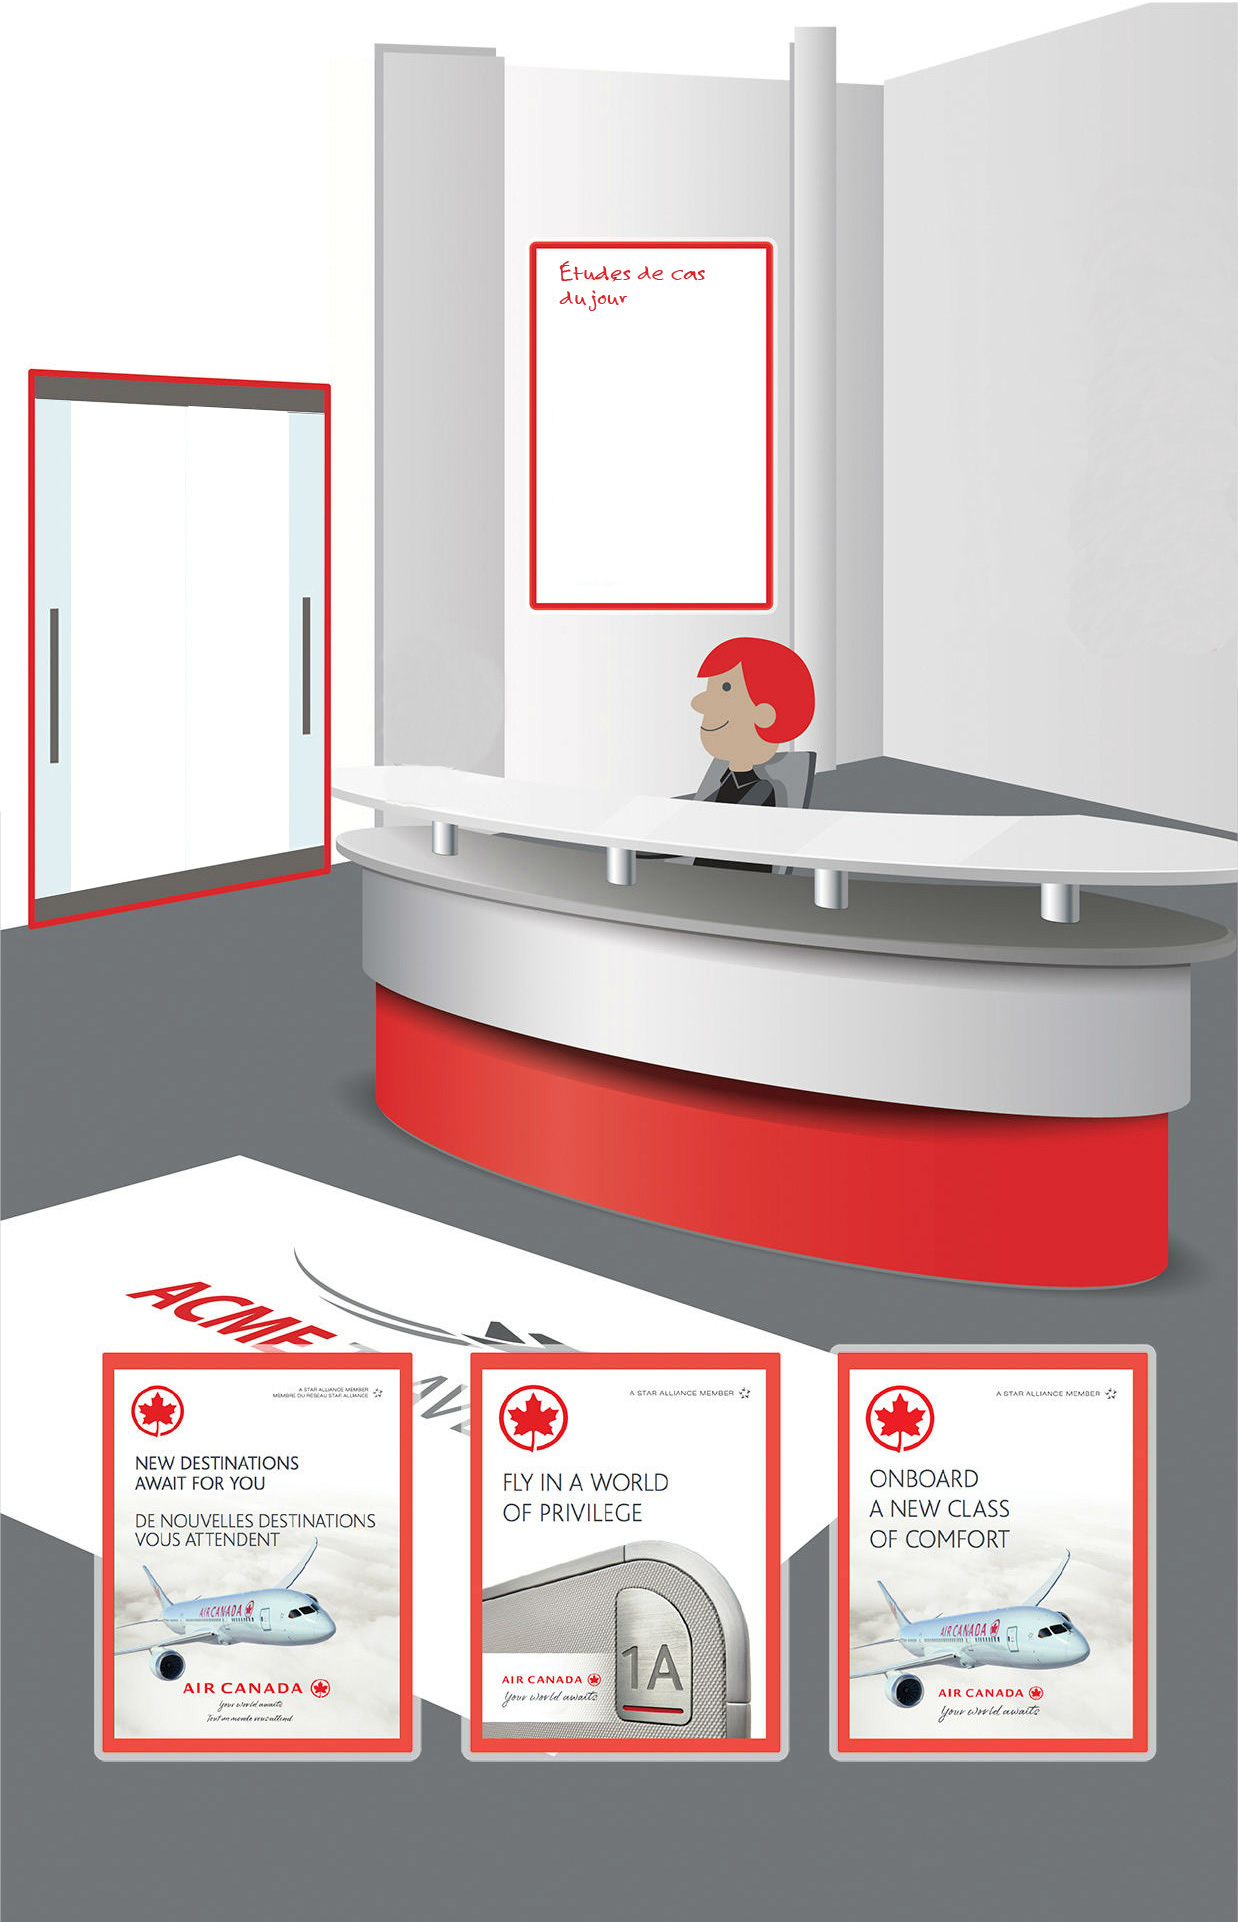 Études de cas
du jour
ACME
A STAR ALLIANCE MEMBER
MEMBRE DU RÉSEAU STAR ALLIANCE
NEW DESTINATIONS
AWAIT FOR YOU
DE NOUVELLES DESTINATIONS
VOUS ATTENDENT
AIR CANADA
AIR CANADA
Your world awaits
Tout un monde vous attend
A STAR ALLIANCE MEMBER
FLY IN A WORLD
OF PRIVILEGE
1A
AIR CANADA
Your world awaits
A STAR ALLIANCE MEMBER
ONBOARD
A NEW CLASS
OF COMFORT
AIR CANADA
AIR CANADA
Your world awaits